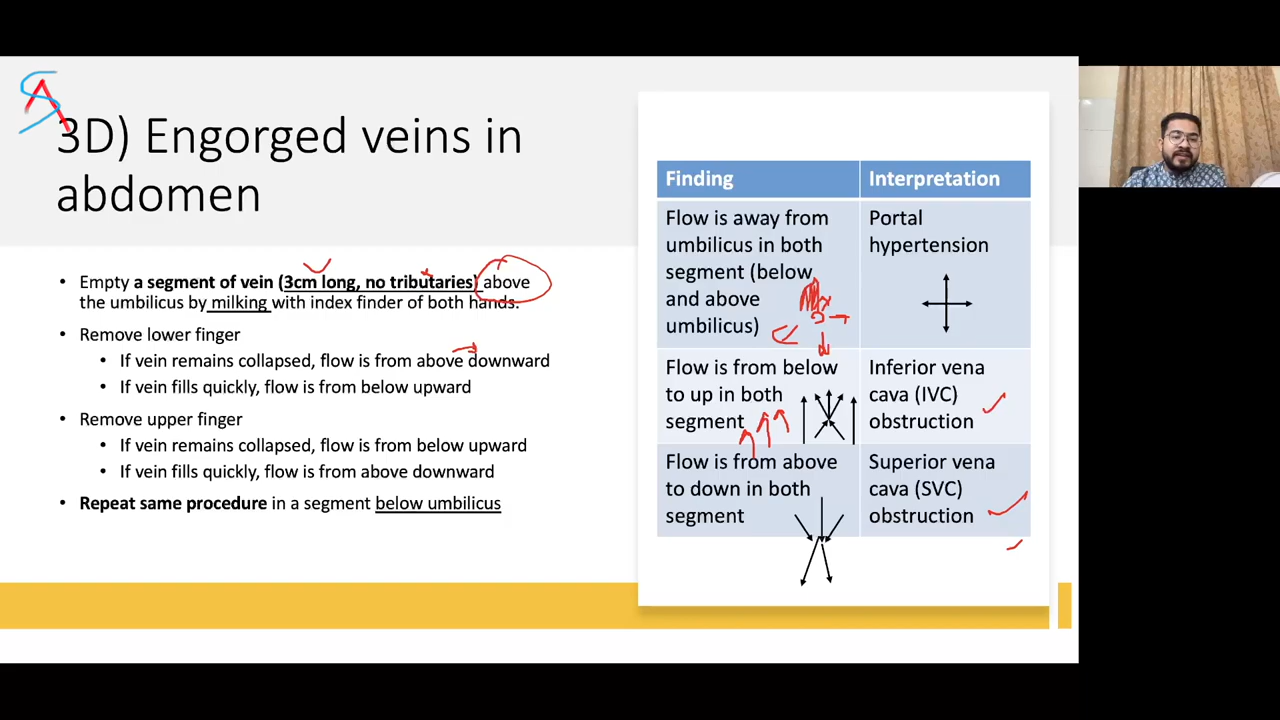 3D) Engorged veins in
abdomen
• Empty a segment of vein (3cm long, no tributaries) above
the umbilicus by milking with index finder of both hands.
• Remove lower finger
• If vein remains collapsed, flow is from above downward
• If vein fills quickly, flow is from below upward
• Remove upper finger
• If vein remains collapsed, flow is from below upward
• If vein fills quickly, flow is from above downward
• Repeat same procedure in a segment below umbilicus
Finding
Interpretation
Flow is away from
umbilicus in both
segment (below
and above
umbilicus)
Portal
hypertension
Flow is from below
to up in both
segment
Inferior vena
cava (IVC)
obstruction
Flow is from above
to down in both
segment
Superior vena
cava (SVC)
obstruction